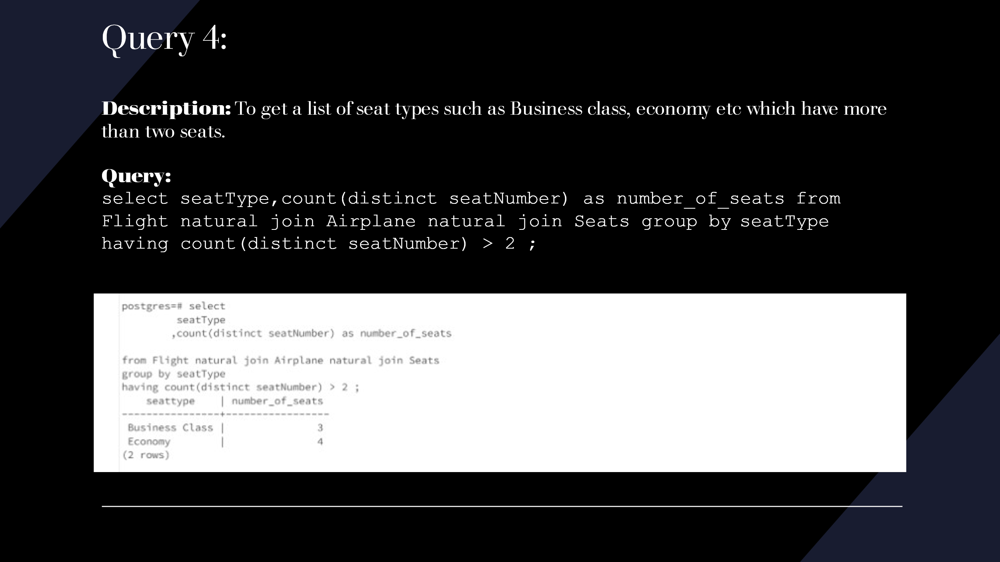 Query 4:
Description: To get a list of seat types such as Business class, economy etc which have more
than two seats.
Query:
select seatType,count(distinct seatNumber) as number_of_seats from
Flight natural join Airplane natural join Seats group by seatType
having count(distinct seatNumber) > 2 ;
postgres=# select
seatType
,count(distinct seatNumber) as number_of_seats
from Flight natural join Airplane natural join Seats
group by seatType
having count(distinct seatNumber) > 2 ;
seattype | number_of_seats
----------------+-----------------
Business Class | 3
Economy | 4
(2 rows)